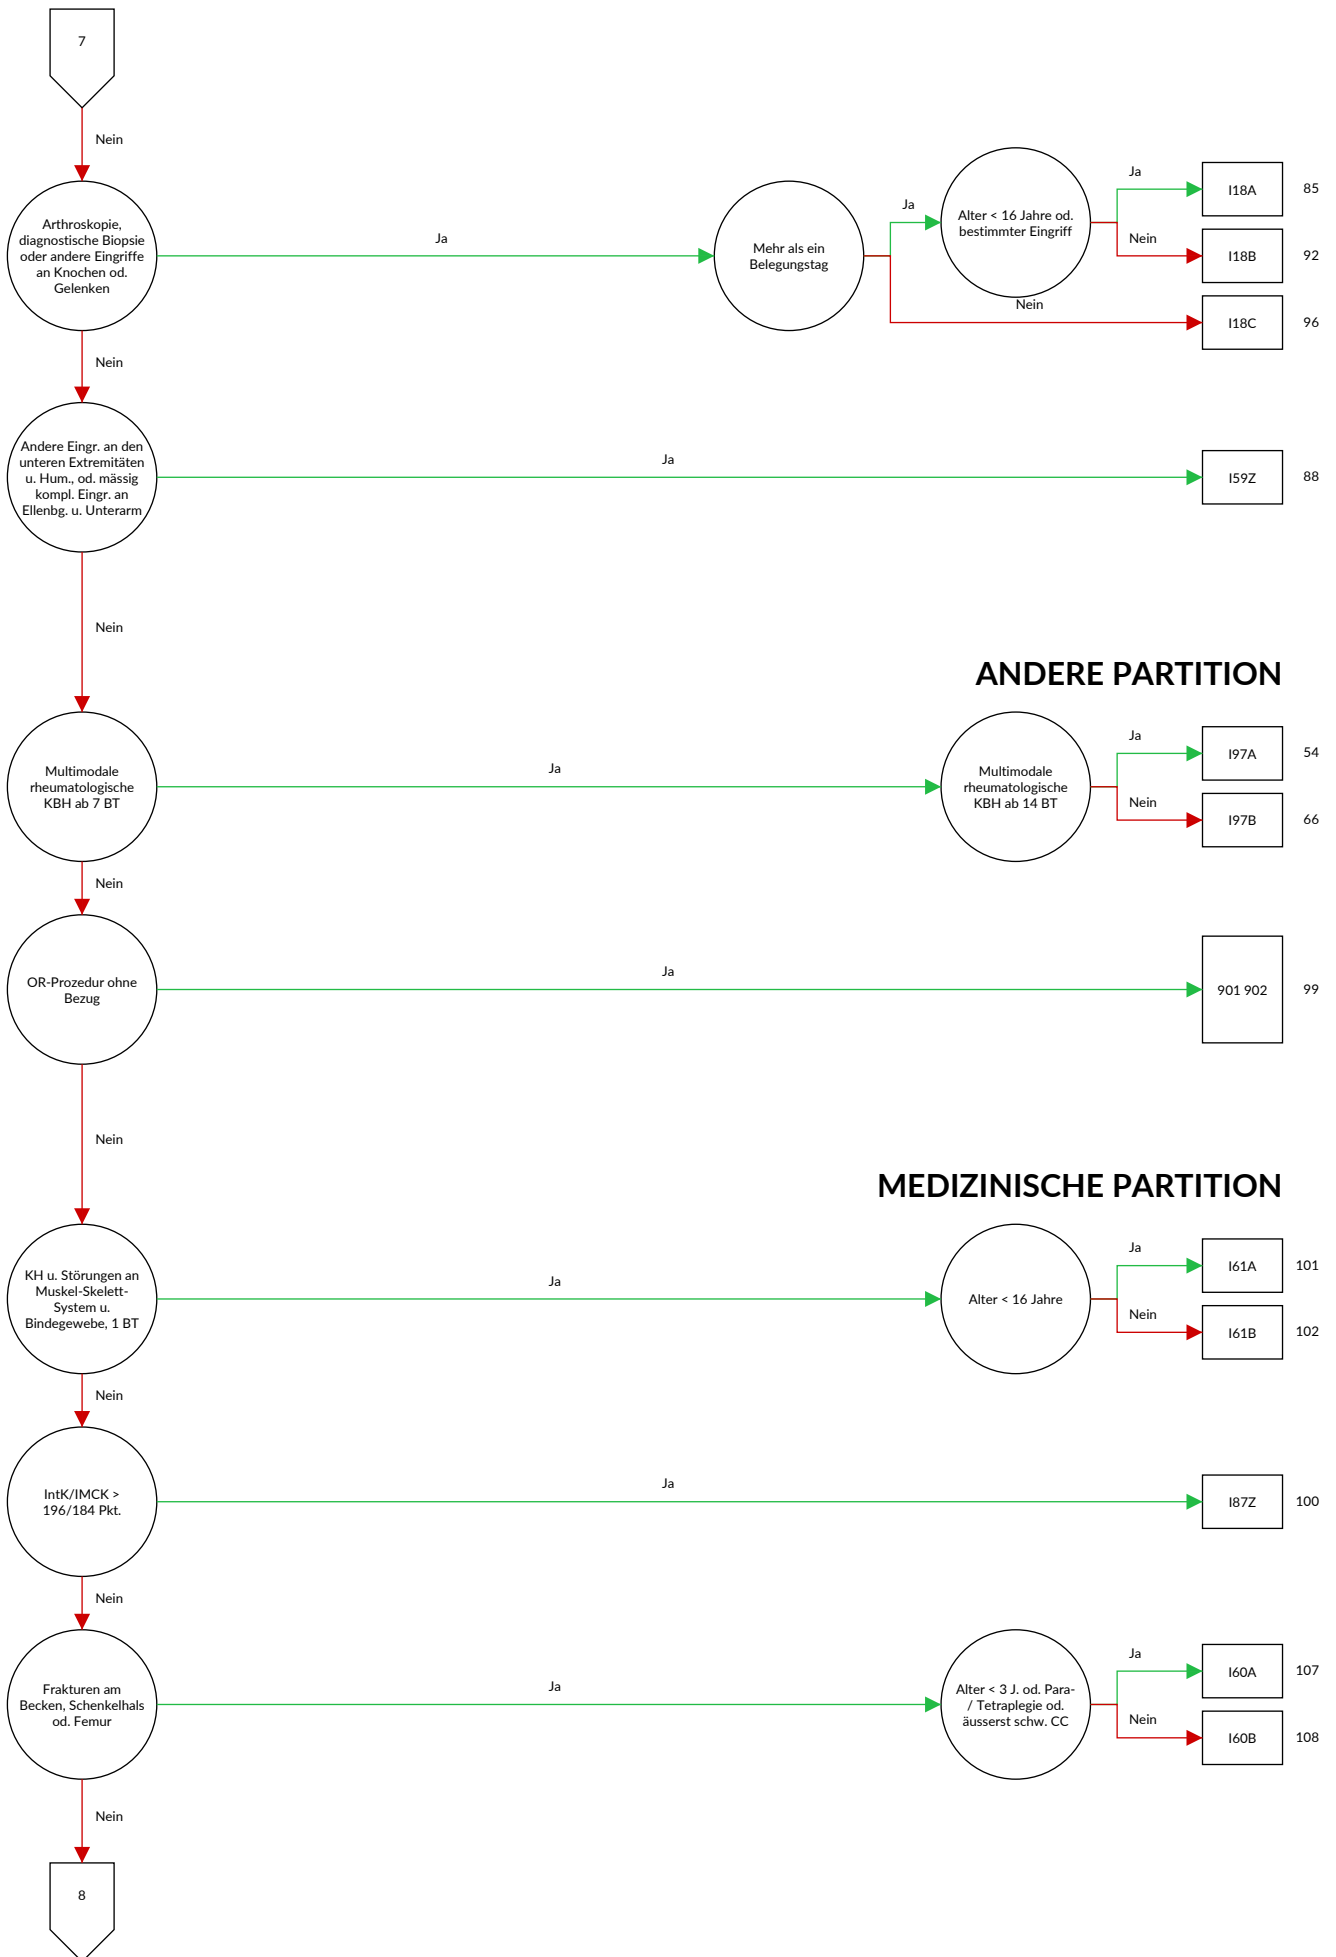 7
Nein
Arthroskopie,
diagnostische Biopsie
oder andere Eingriffe
an Knochen od.
Gelenken
Ja
Mehr als ein
Belegungstag
Ja
Alter < 16 Jahre od.
bestimmter Eingriff
Ja
I18A
85
Nein
I18B
92
Nein
I18C
96
Nein
Andere Eingr. an den
unteren Extremitäten
u. Hum., od. mässig
kompl. Eingr. an
Ellenbg. u. Unterarm
Ja
I59Z
88
Nein
ANDERE PARTITION
Multimodale
rheumatologische
KBH ab 7 BT
Ja
Multimodale
rheumatologische
KBH ab 14 BT
Ja
I97A
54
Nein
I97B
66
Nein
OR-Prozedur ohne
Bezug
Ja
901 902
99
Nein
MEDIZINISCHE PARTITION
KH u. Störungen an
Muskel-Skelett-
System u.
Bindegewebe, 1 BT
Ja
Alter < 16 Jahre
Ja
I61A
101
Nein
I61B
102
Nein
IntK/IMCK >
196/184 Pkt.
Ja
I87Z
100
Nein
Frakturen am
Becken, Schenkelhals
od. Femur
Ja
Alter < 3 J. od. Para-
/ Tetraplegie od.
äusserst schw. CC
Ja
I60A
107
Nein
I60B
108
Nein
8